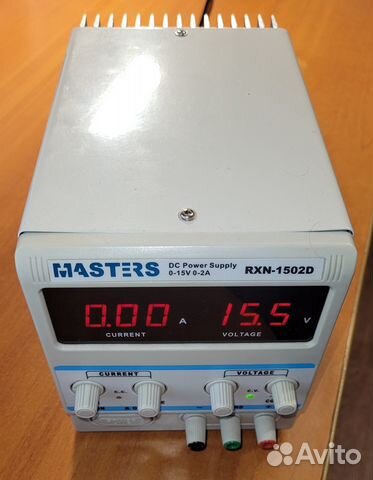 MASTERS DC Power Supply RXN-1502D
0-15V 0-2A
0.00 A 15.5 V
CURRENT VOLTAGE
CURRENT VOLTAGE
C.C. C.V.
− +
Avito